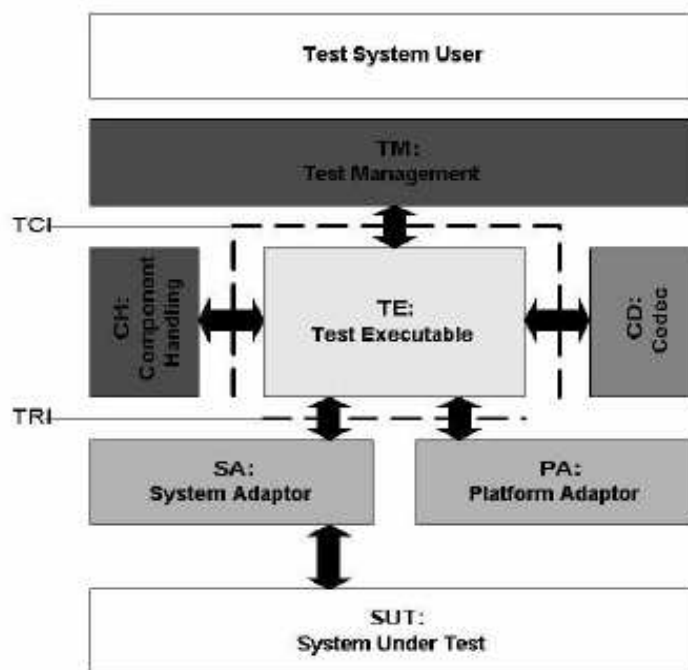 Test System User
TM:
Test Management
TCI
CH:
Component
Handling
TE:
Test Executable
CD:
Codec
TRI
SA:
System Adaptor
PA:
Platform Adaptor
SUT:
System Under Test